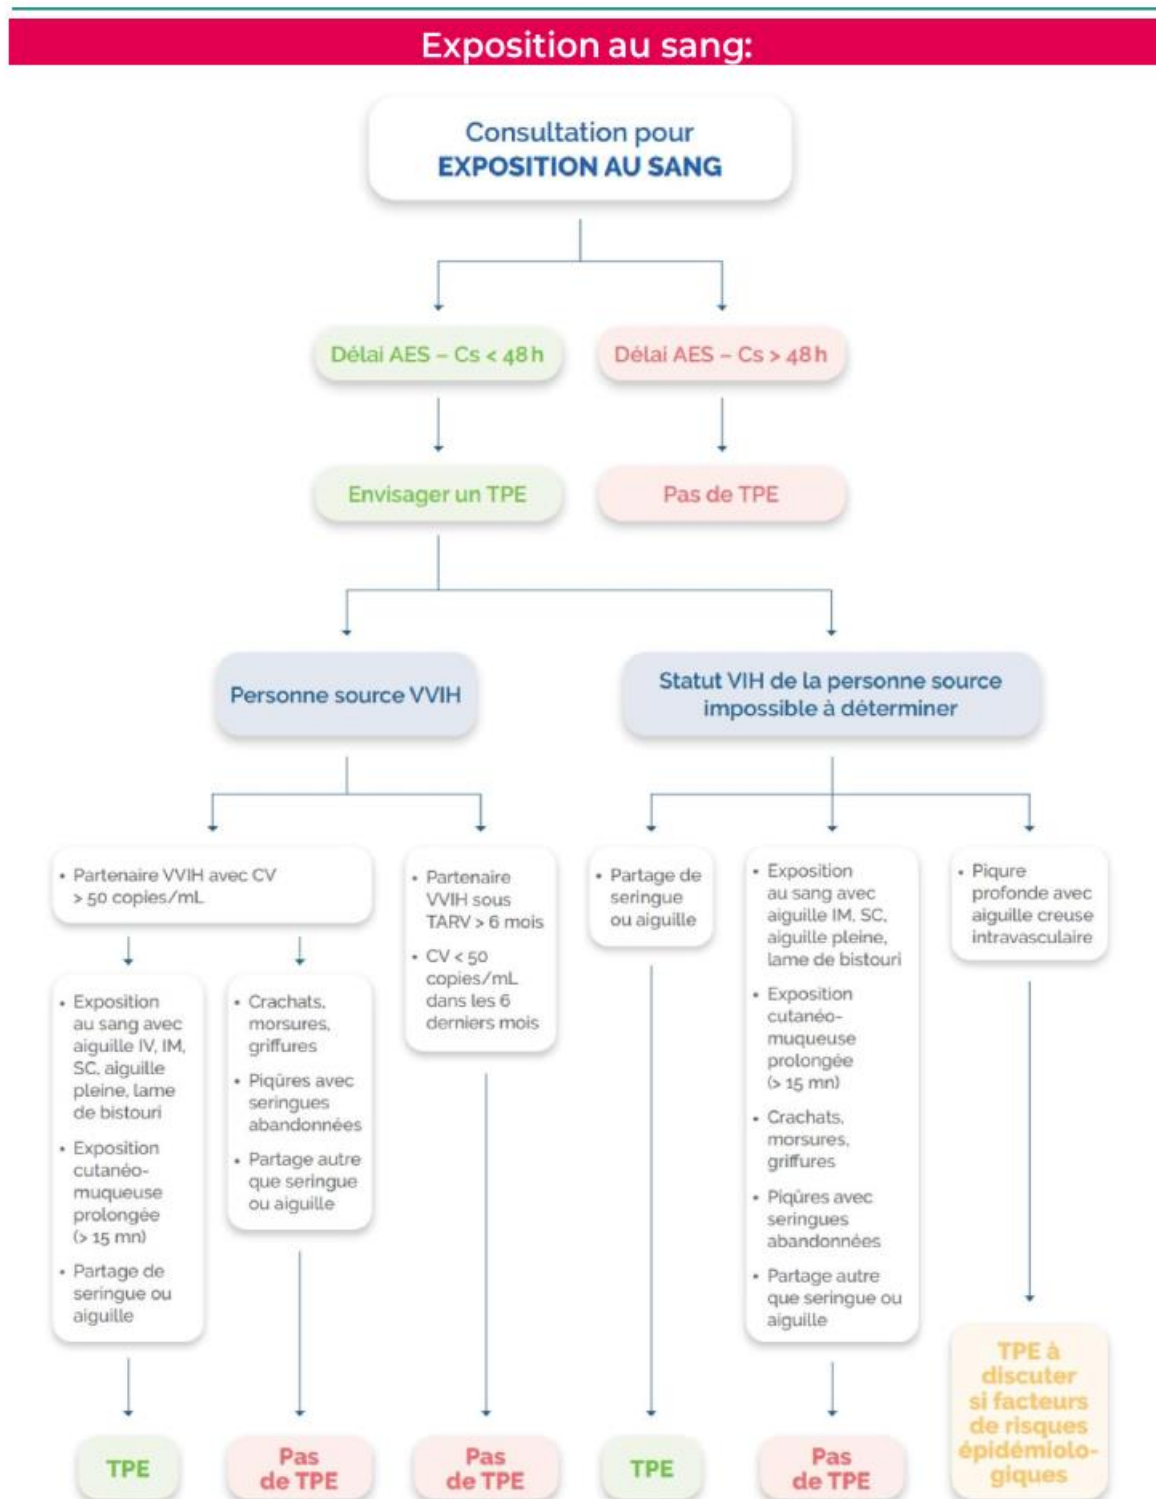 Exposition au sang:
Consultation pour
EXPOSITION AU SANG
Délai AES – Cs < 48 h
Délai AES – Cs > 48 h
Envisager un TPE
Pas de TPE
Personne source VVIH
Statut VIH de la personne source
impossible à déterminer
• Partenaire VVIH avec CV
> 50 copies/mL
• Exposition
au sang avec
aiguille IV, IM,
SC, aiguille
pleine, lame
de bistouri
• Exposition
cutanéo-
muqueuse
prolongée
(> 15 mn)
• Partage de
seringue ou
aiguille
• Crachats,
morsures,
griffures
• Piqûres avec
seringues
abandonnées
• Partage autre
que seringue
ou aiguille
• Partenaire
VVIH sous
TARV > 6 mois
• CV < 50
copies/mL
dans les 6
derniers mois
• Partage de
seringue
ou aiguille
• Exposition
au sang avec
aiguille IM, SC,
aiguille pleine,
lame de bistouri
• Exposition
cutanéo-
muqueuse
prolongée
(> 15 mn)
• Crachats,
morsures,
griffures
• Piqûres avec
seringues
abandonnées
• Partage autre
que seringue ou
aiguille
• Piqure
profonde avec
aiguille creuse
intravasculaire
TPE
Pas
de TPE
Pas
de TPE
TPE
Pas
de TPE
TPE à
discuter
si facteurs
de risques
épidémiolo-
giques